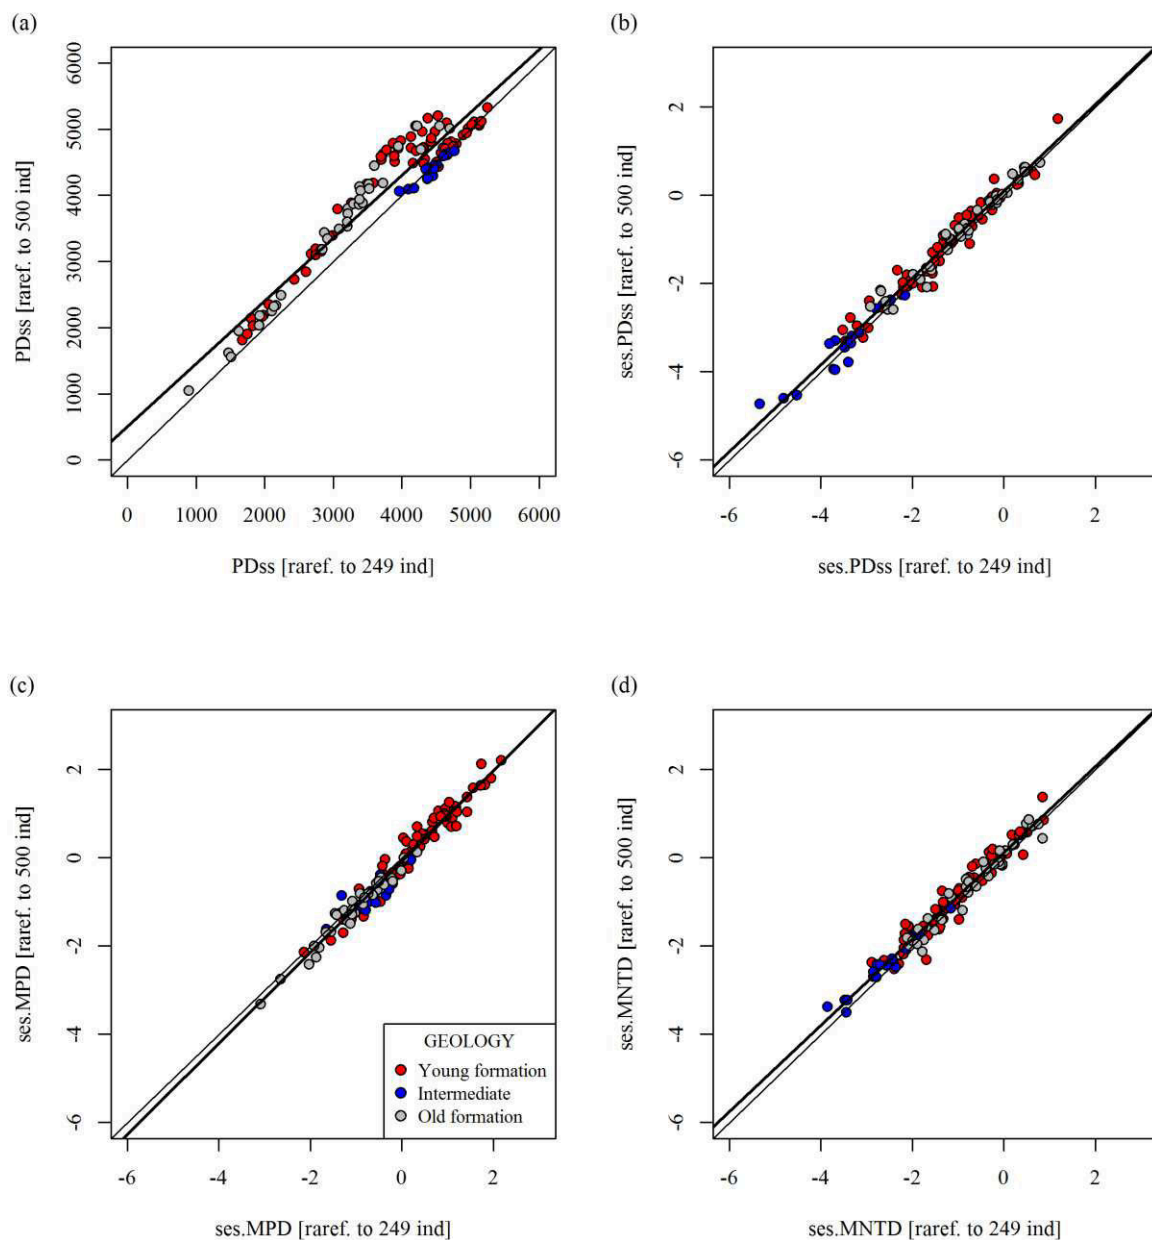 (a)
6000
5000
4000
3000
2000
1000
0
PDss [raref. to 500 ind]
0 1000 2000 3000 4000 5000 6000
PDss [raref. to 249 ind]
(b)
2
0
-2
-4
-6
ses.PDss [raref. to 500 ind]
-6 -4 -2 0 2
ses.PDss [raref. to 249 ind]
(c)
2
0
-2
-4
-6
ses.MPD [raref. to 500 ind]
GEOLOGY
Young formation
Intermediate
Old formation
-6 -4 -2 0 2
ses.MPD [raref. to 249 ind]
(d)
2
0
-2
-4
-6
ses.MNTD [raref. to 500 ind]
-6 -4 -2 0 2
ses.MNTD [raref. to 249 ind]